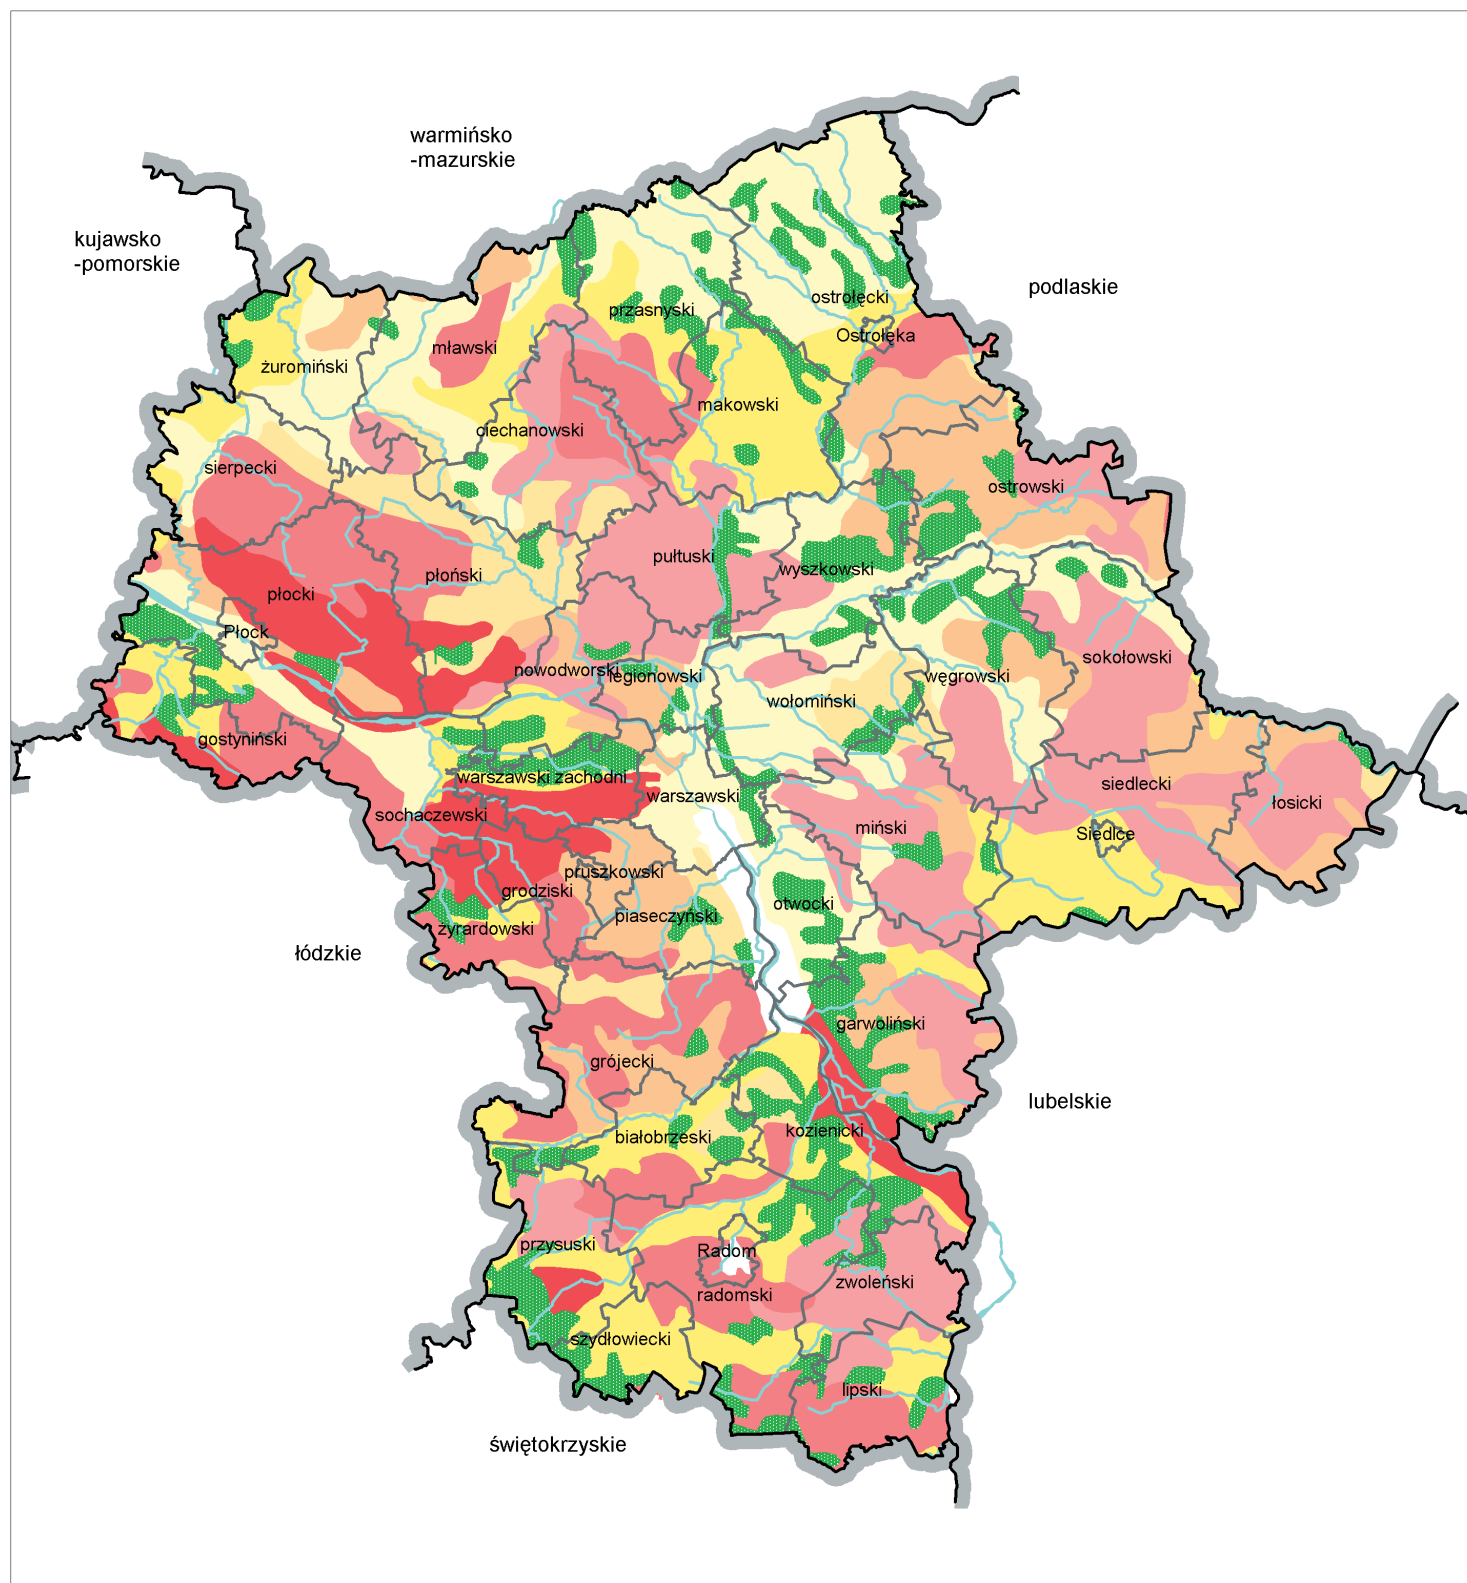 warmińsko
-mazurskie
kujawsko
-pomorskie
podlaskie
ostrołęcki
przasnyski
Ostrołęka
mławski
żuromiński
makowski
ciechanowski
sierpecki
ostrowski
pułtuski
wyszkowski
płoński
płocki
Płock
sokołowski
nowodworski
legionowski
węgrowski
wołomiński
gostyniński
warszawski zachodni
siedlecki
warszawski
łosicki
sochaczewski
miński
Siedlce
pruszkowski
grodziski
otwocki
piaseczyński
żyrardowski
łódzkie
garwoliński
grójecki
lubelskie
kozienicki
białobrzeski
przysuski
Radom
zwoleński
radomski
szydłowiecki
lipski
świętokrzyskie